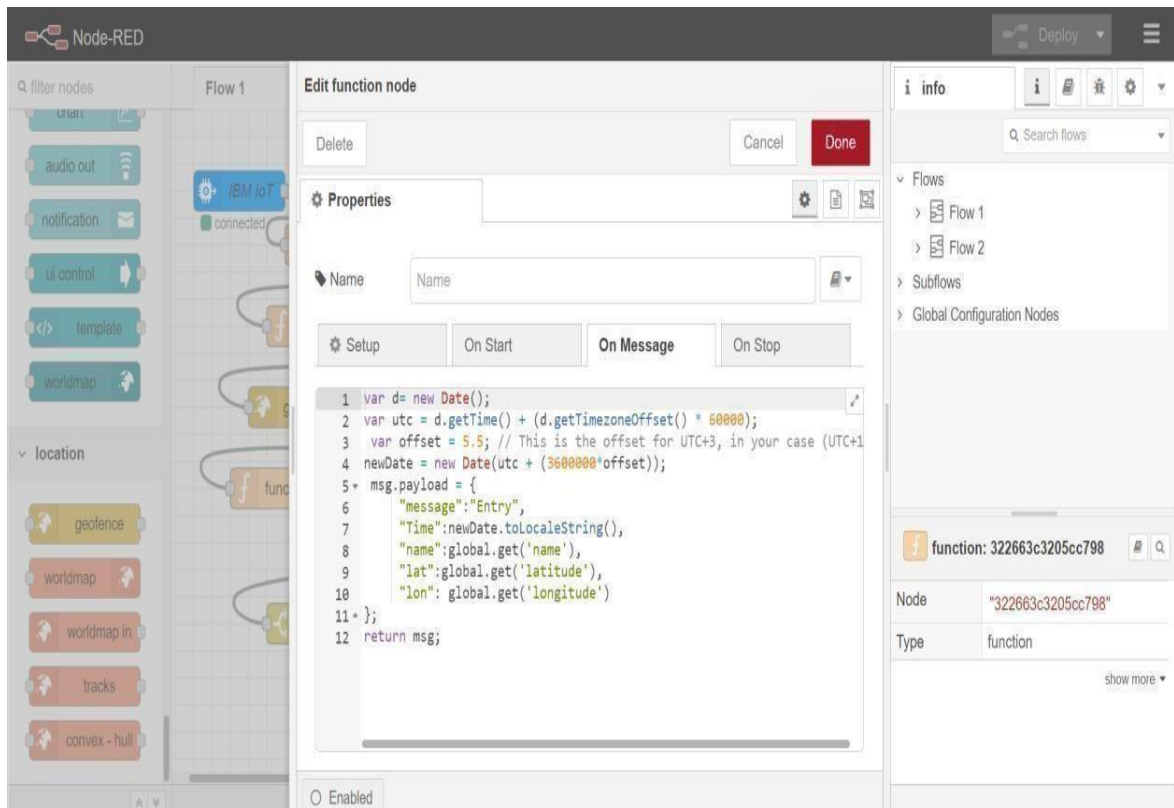 Node-RED
Deploy
filter nodes
chart
audio out
notification
ui control
template
worldmap
location
geofence
worldmap
worldmap in
tracks
convex - hull
Flow 1
IBM IoT
connected
g
func
Edit function node
Delete
Cancel
Done
Properties
Name
Name
Setup
On Start
On Message
On Stop
1 var d= new Date();
2 var utc = d.getTime() + (d.getTimezoneOffset() * 60000);
3 var offset = 5.5; // This is the offset for UTC+3, in your case (UTC+1
4 newDate = new Date(utc + (3600000*offset));
5 msg.payload = {
6 "message":"Entry",
7 "Time":newDate.toLocaleString(),
8 "name":global.get('name'),
9 "lat":global.get('latitude'),
10 "lon": global.get('longitude')
11 };
12 return msg;
Enabled
i info
i
Search flows
Flows
Flow 1
Flow 2
Subflows
Global Configuration Nodes
function: 322663c3205cc798
Node "322663c3205cc798"
Type function
show more